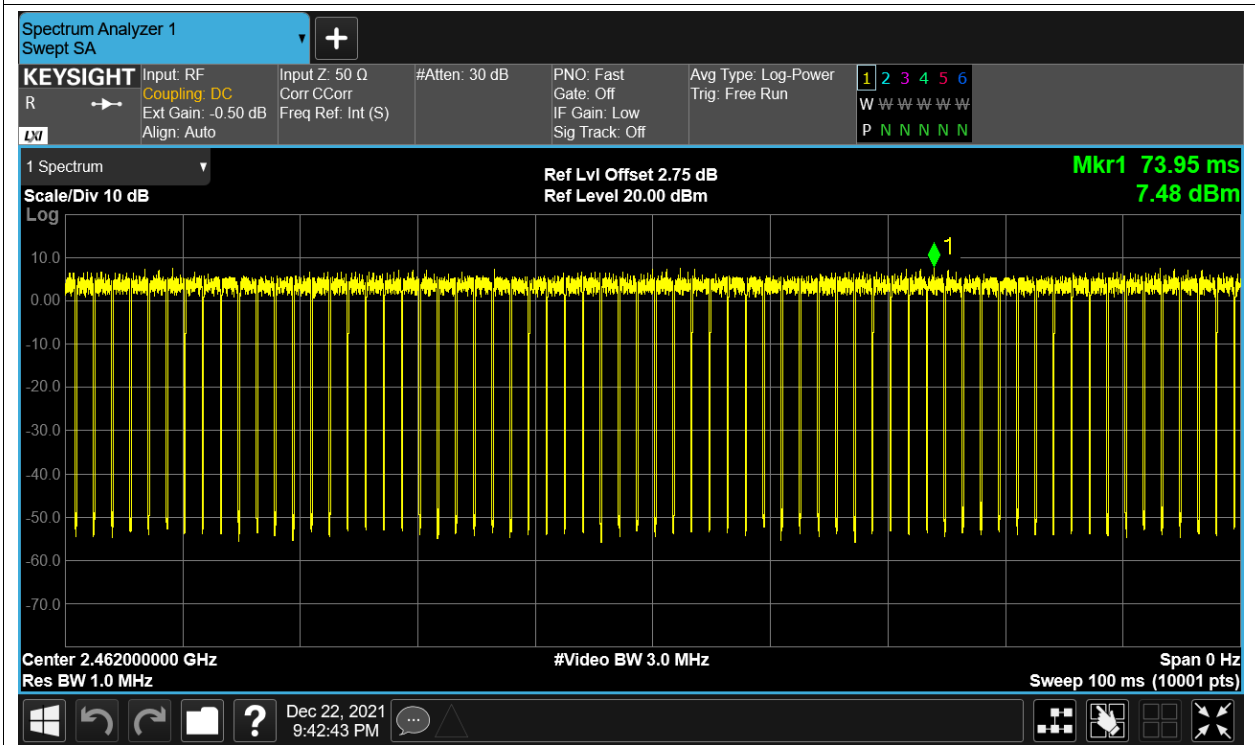 Spectrum Analyzer 1
Swept SA
+
KEYSIGHT
R
LXI
Input: RF
Coupling: DC
Ext Gain: -0.50 dB
Align: Auto
Input Z: 50 Ω
Corr CCorr
Freq Ref: Int (S)
#Atten: 30 dB
PNO: Fast
Gate: Off
IF Gain: Low
Sig Track: Off
Avg Type: Log-Power
Trig: Free Run
1 2 3 4 5 6
W W W W W W
P N N N N N
1 Spectrum
Scale/Div 10 dB
Log
Ref Lvl Offset 2.75 dB
Ref Level 20.00 dBm
Mkr1 73.95 ms
7.48 dBm
1
10.0
0.00
-10.0
-20.0
-30.0
-40.0
-50.0
-60.0
-70.0
Center 2.462000000 GHz
Res BW 1.0 MHz
#Video BW 3.0 MHz
Span 0 Hz
Sweep 100 ms (10001 pts)
?
Dec 22, 2021
9:42:43 PM